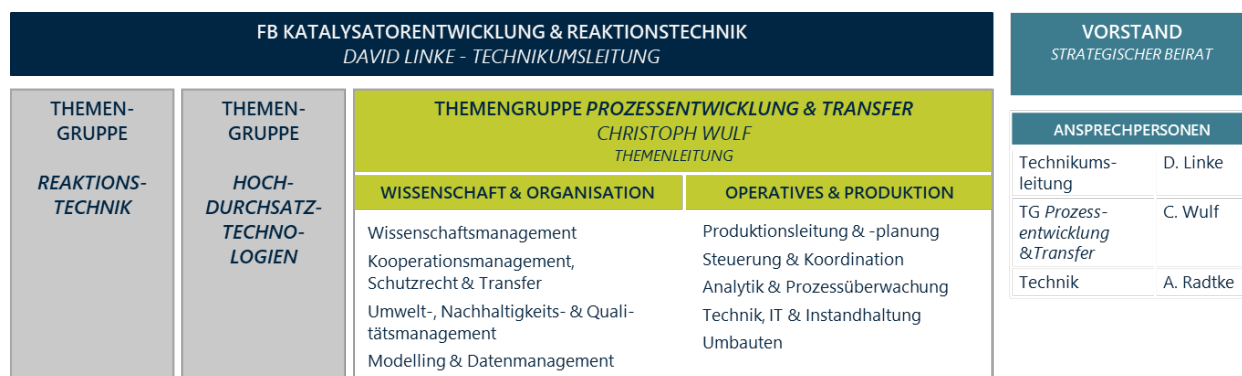 FB KATALYSATORENTWICKLUNG & REAKTIONSTECHNIK
DAVID LINKE - TECHNIKUMSLEITUNG
VORSTAND
STRATEGISCHER BEIRAT
THEMEN-
GRUPPE
REAKTIONS-
TECHNIK
THEMEN-
GRUPPE
HOCH-
DURCHSATZ-
TECHNO-
LOGIEN
THEMENGRUPPE PROZESSENTWICKLUNG & TRANSFER
CHRISTOPH WULF
THEMENLEITUNG
WISSENSCHAFT & ORGANISATION
Wissenschaftsmanagement
Kooperationsmanagement,
Schutzrecht & Transfer
Umwelt-, Nachhaltigkeits- & Quali-
tätsmanagement
Modelling & Datenmanagement
OPERATIVES & PRODUKTION
Produktionsleitung & -planung
Steuerung & Koordination
Analytik & Prozessüberwachung
Technik, IT & Instandhaltung
Umbauten
ANSPRECHPERSONEN
Technikums- D. Linke
leitung
TG Prozess- C. Wulf
entwicklung
&Transfer
Technik A. Radtke